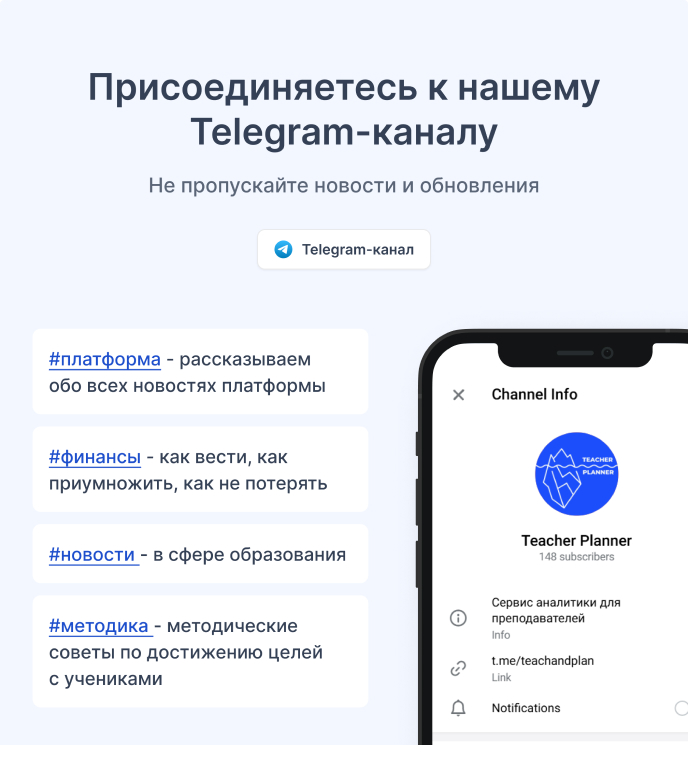 Присоединяетесь к нашему
Telegram-каналу
Не пропускайте новости и обновления
Telegram-канал
#платформа - рассказываем
обо всех новостях платформы
#финансы - как вести, как
приумножить, как не потерять
#новости - в сфере образования
#методика - методические
советы по достижению целей
с учениками
Channel Info
TEACHER
PLANNER
Teacher Planner
148 subscribers
Сервис аналитики для
преподавателей
Info
t.me/teachandplan
Link
Notifications